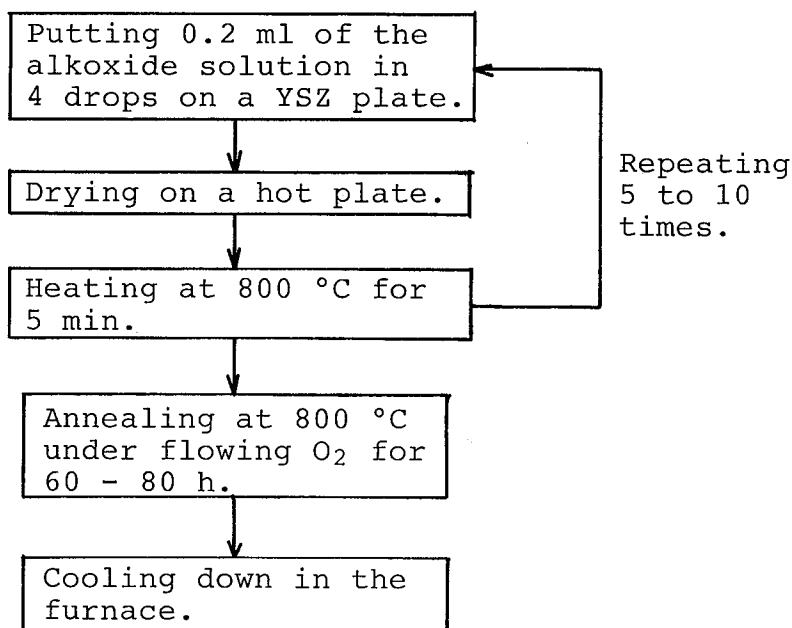 Putting 0.2 ml of the
alkoxide solution in
4 drops on a YSZ plate.
Drying on a hot plate.
Heating at 800 °C for
5 min.
Repeating
5 to 10
times.
Annealing at 800 °C
under flowing O₂ for
60 - 80 h.
Cooling down in the
furnace.